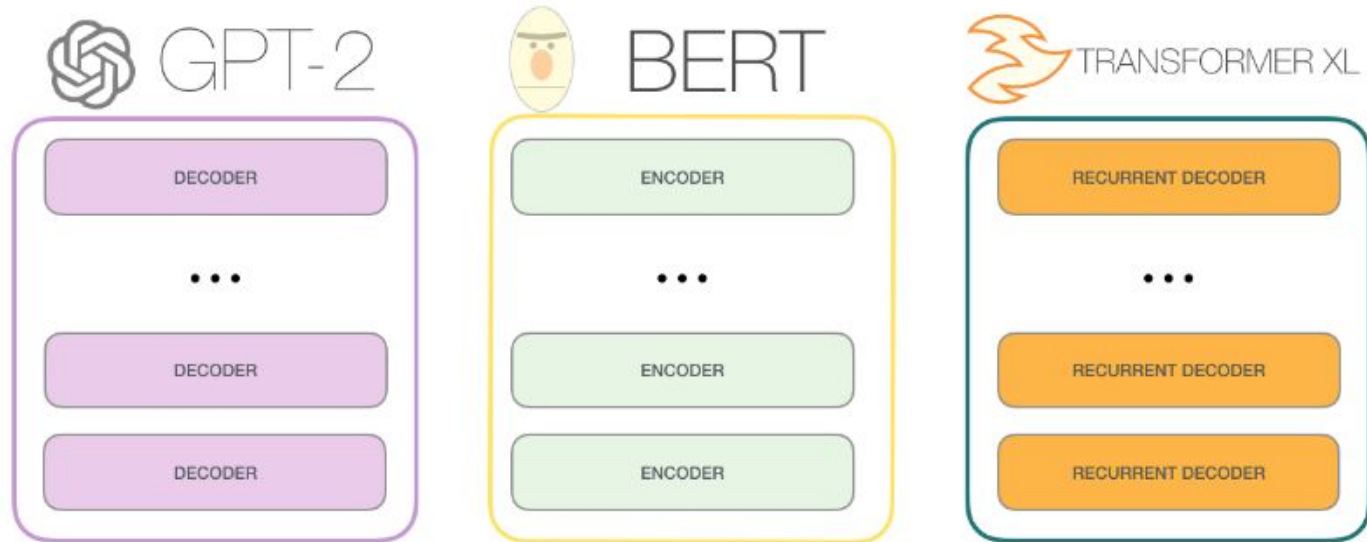 GPT-2
BERT
TRANSFORMER XL
DECODER
ENCODER
RECURRENT DECODER
...
...
...
DECODER
ENCODER
RECURRENT DECODER
DECODER
ENCODER
RECURRENT DECODER